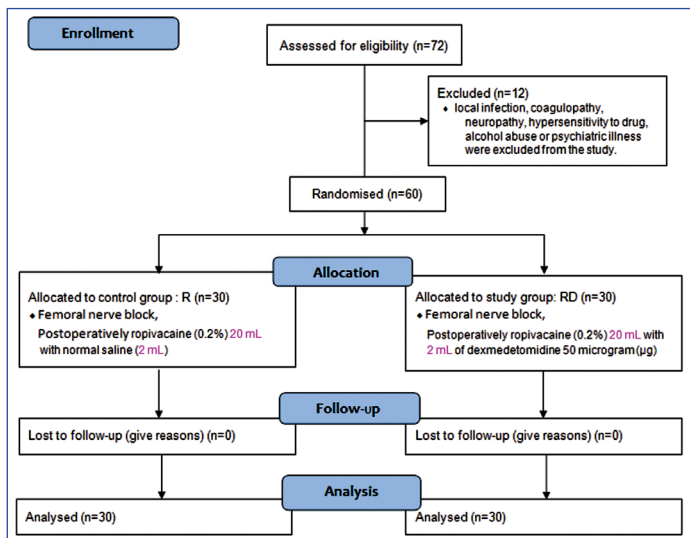 Enrollment
Assessed for eligibility (n=72)
Excluded (n=12)
◆ local infection, coagulopathy,
neuropathy, hypersensitivity to drug,
alcohol abuse or psychiatric illness
were excluded from the study.
Randomised (n=60)
Allocation
Allocated to control group : R (n=30)
◆ Femoral nerve block,
Postoperatively ropivacaine (0.2%) 20 mL
with normal saline (2 mL)
Allocated to study group: RD (n=30)
◆ Femoral nerve block,
Postoperatively ropivacaine (0.2%) 20 mL with
2 mL of dexmedetomidine 50 microgram (µg)
Follow-up
Lost to follow-up (give reasons) (n=0)
Lost to follow-up (give reasons) (n=0)
Analysis
Analysed (n=30)
Analysed (n=30)